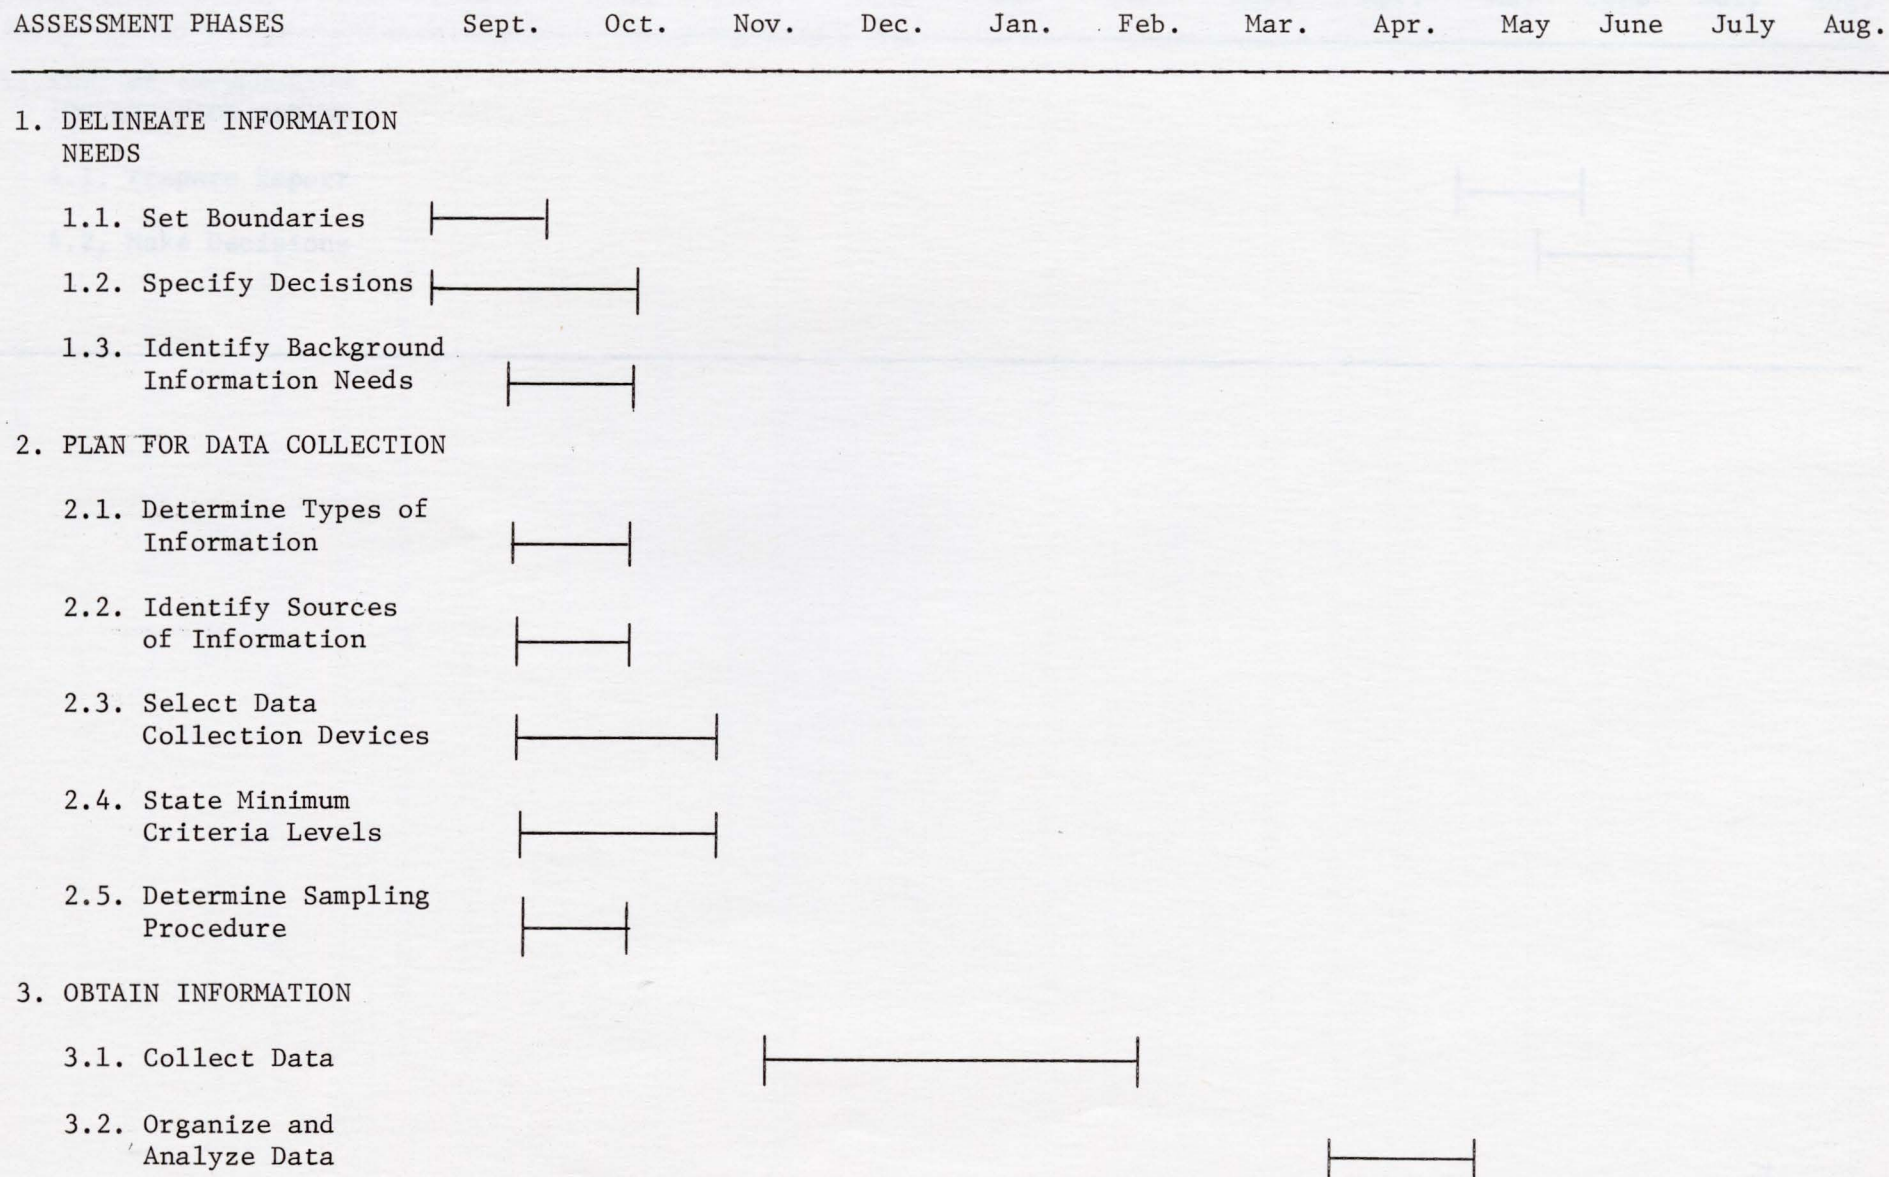 ASSESSMENT PHASES Sept. Oct. Nov. Dec. Jan. Feb. Mar. Apr. May June July Aug.
1. DELINEATE INFORMATION
NEEDS
1.1. Set Boundaries
1.2. Specify Decisions
1.3. Identify Background
Information Needs
2. PLAN FOR DATA COLLECTION
2.1. Determine Types of
Information
2.2. Identify Sources
of Information
2.3. Select Data
Collection Devices
2.4. State Minimum
Criteria Levels
2.5. Determine Sampling
Procedure
3. OBTAIN INFORMATION
3.1. Collect Data
3.2. Organize and
Analyze Data